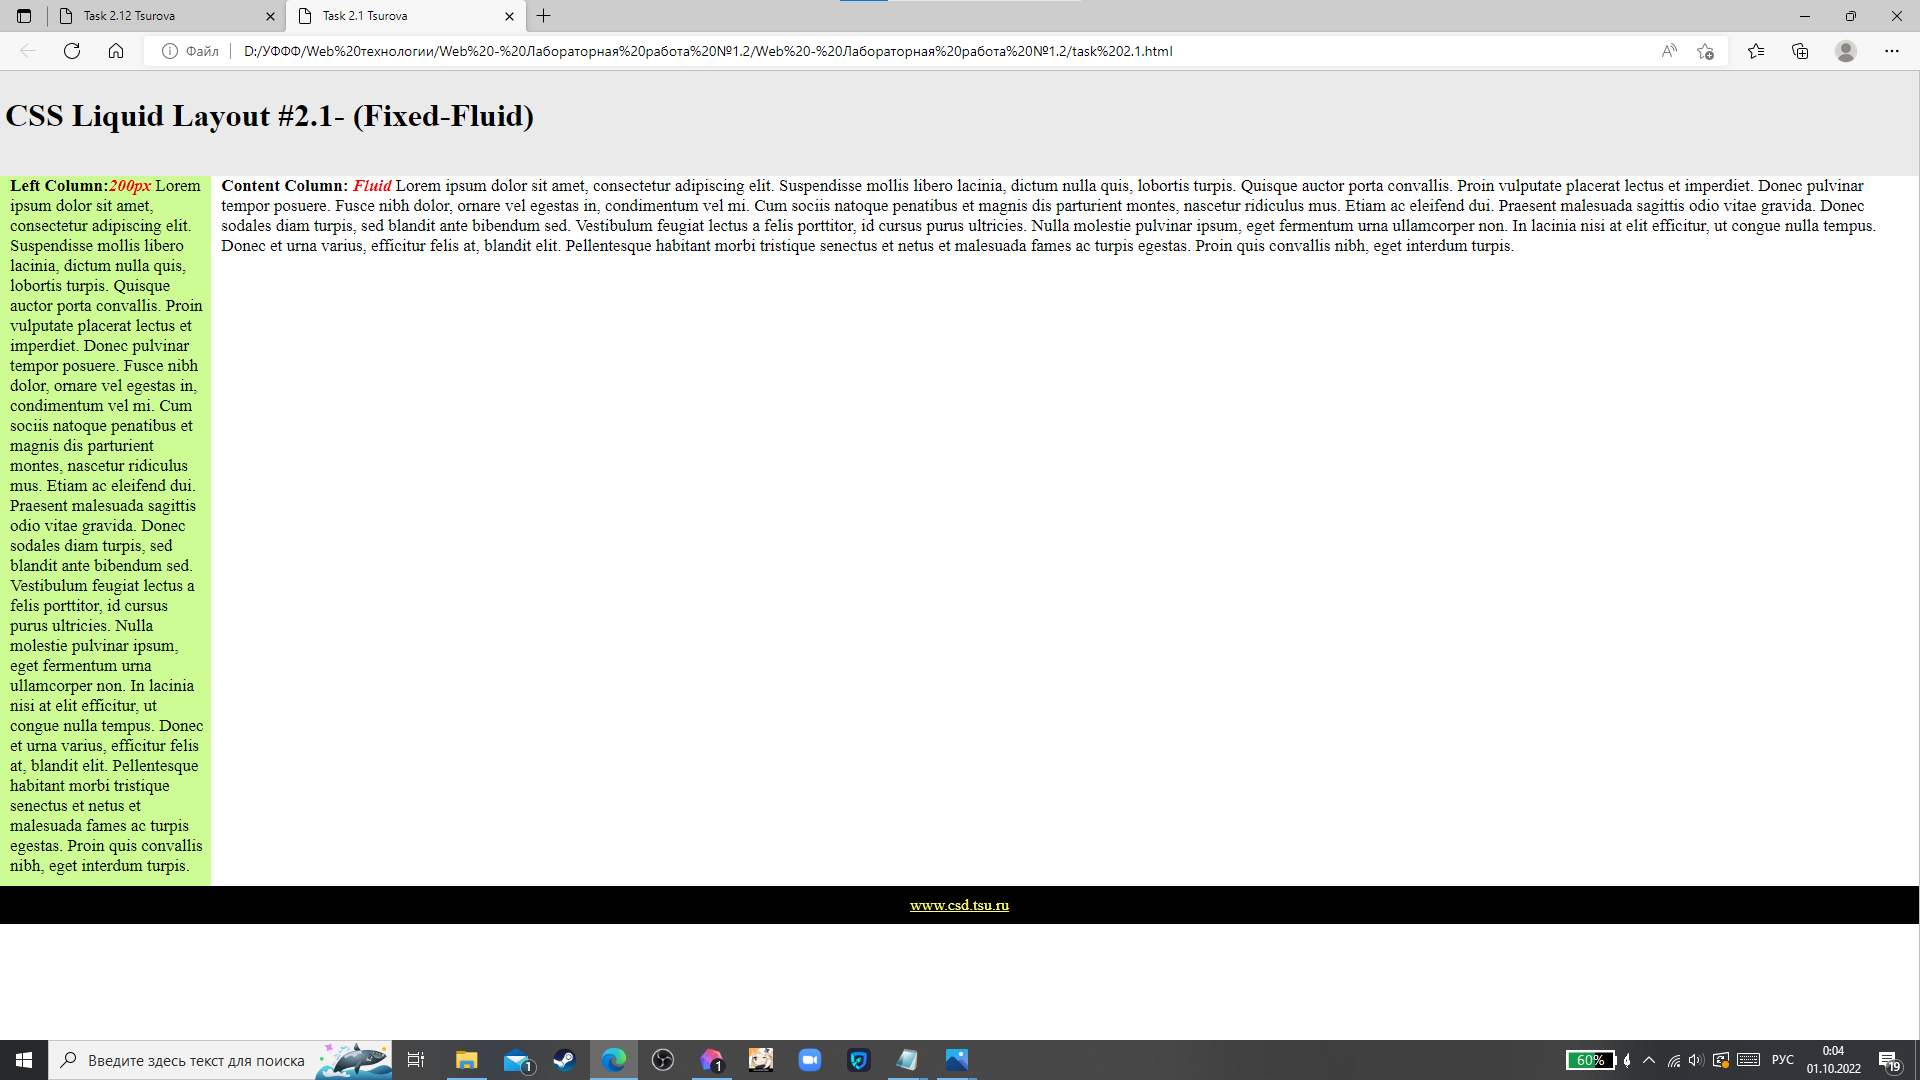 Task 2.12 Tsurova
Task 2.1 Tsurova
Файл
D:/УФФФ/Web%20технологии/Web%20-%20Лабораторная%20работа%20№1.2/Web%20-%20Лабораторная%20работа%20№1.2/task%202.1.html
CSS Liquid Layout #2.1- (Fixed-Fluid)
Left Column:200px Lorem
ipsum dolor sit amet,
consectetur adipiscing elit.
Suspendisse mollis libero
lacinia, dictum nulla quis,
lobortis turpis. Quisque
auctor porta convallis. Proin
vulputate placerat lectus et
imperdiet. Donec pulvinar
tempor posuere. Fusce nibh
dolor, ornare vel egestas in,
condimentum vel mi. Cum
sociis natoque penatibus et
magnis dis parturient
montes, nascetur ridiculus
mus. Etiam ac eleifend dui.
Praesent malesuada sagittis
odio vitae gravida. Donec
sodales diam turpis, sed
blandit ante bibendum sed.
Vestibulum feugiat lectus a
felis porttitor, id cursus
purus ultricies. Nulla
molestie pulvinar ipsum,
eget fermentum urna
ullamcorper non. In lacinia
nisi at elit efficitur, ut
congue nulla tempus. Donec
et urna varius, efficitur felis
at, blandit elit. Pellentesque
habitant morbi tristique
senectus et netus et
malesuada fames ac turpis
egestas. Proin quis convallis
nibh, eget interdum turpis.
Content Column: Fluid Lorem ipsum dolor sit amet, consectetur adipiscing elit. Suspendisse mollis libero lacinia, dictum nulla quis, lobortis turpis. Quisque auctor porta convallis. Proin vulputate placerat lectus et imperdiet. Donec pulvinar
tempor posuere. Fusce nibh dolor, ornare vel egestas in, condimentum vel mi. Cum sociis natoque penatibus et magnis dis parturient montes, nascetur ridiculus mus. Etiam ac eleifend dui. Praesent malesuada sagittis odio vitae gravida. Donec
sodales diam turpis, sed blandit ante bibendum sed. Vestibulum feugiat lectus a felis porttitor, id cursus purus ultricies. Nulla molestie pulvinar ipsum, eget fermentum urna ullamcorper non. In lacinia nisi at elit efficitur, ut congue nulla tempus.
Donec et urna varius, efficitur felis at, blandit elit. Pellentesque habitant morbi tristique senectus et netus et malesuada fames ac turpis egestas. Proin quis convallis nibh, eget interdum turpis.
www.csd.tsu.ru
Введите здесь текст для поиска
1
1
60%
РУС
0:04
01.10.2022
19